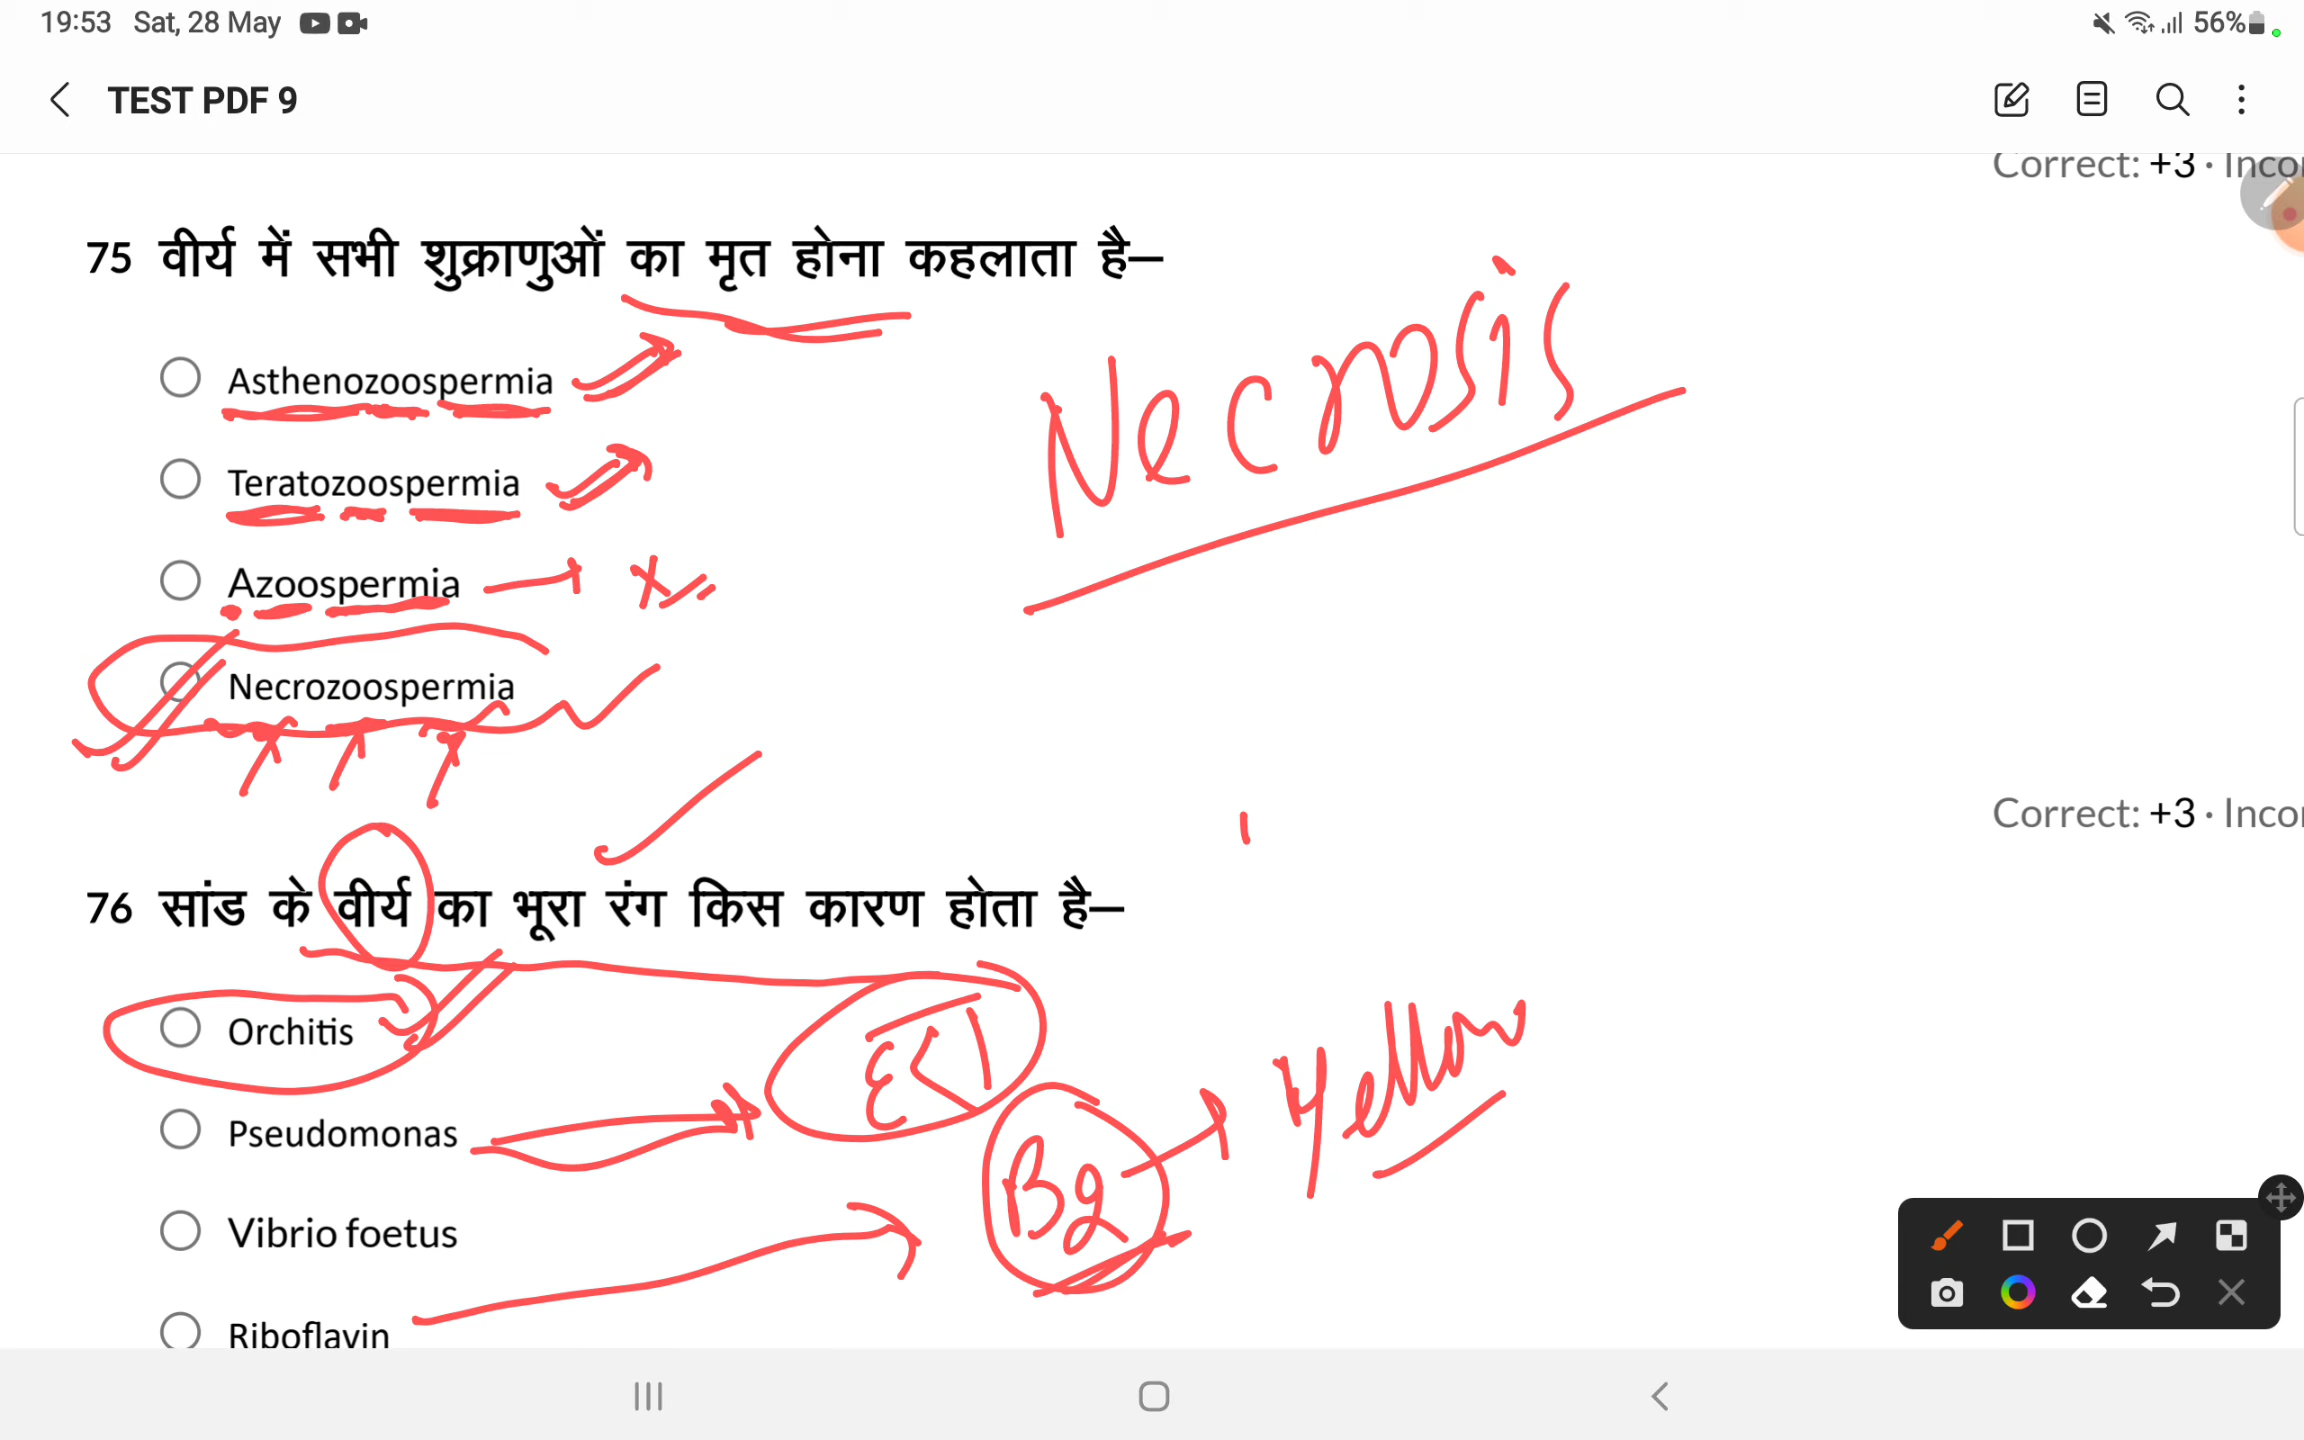 19:53 Sat, 28 May 56%
TEST PDF 9
Correct: +3 · Inco
75 वीर्य में सभी शुक्राणुओं का मृत होना कहलाता है—
Necrosis
Asthenozoospermia
Teratozoospermia
Azoospermia
Necrozoospermia
Correct: +3 · Inco
76 सांड के वीर्य का भूरा रंग किस कारण होता है—
Orchitis
Yellow
Pseudomonas
B2
Vibrio foetus
Riboflavin